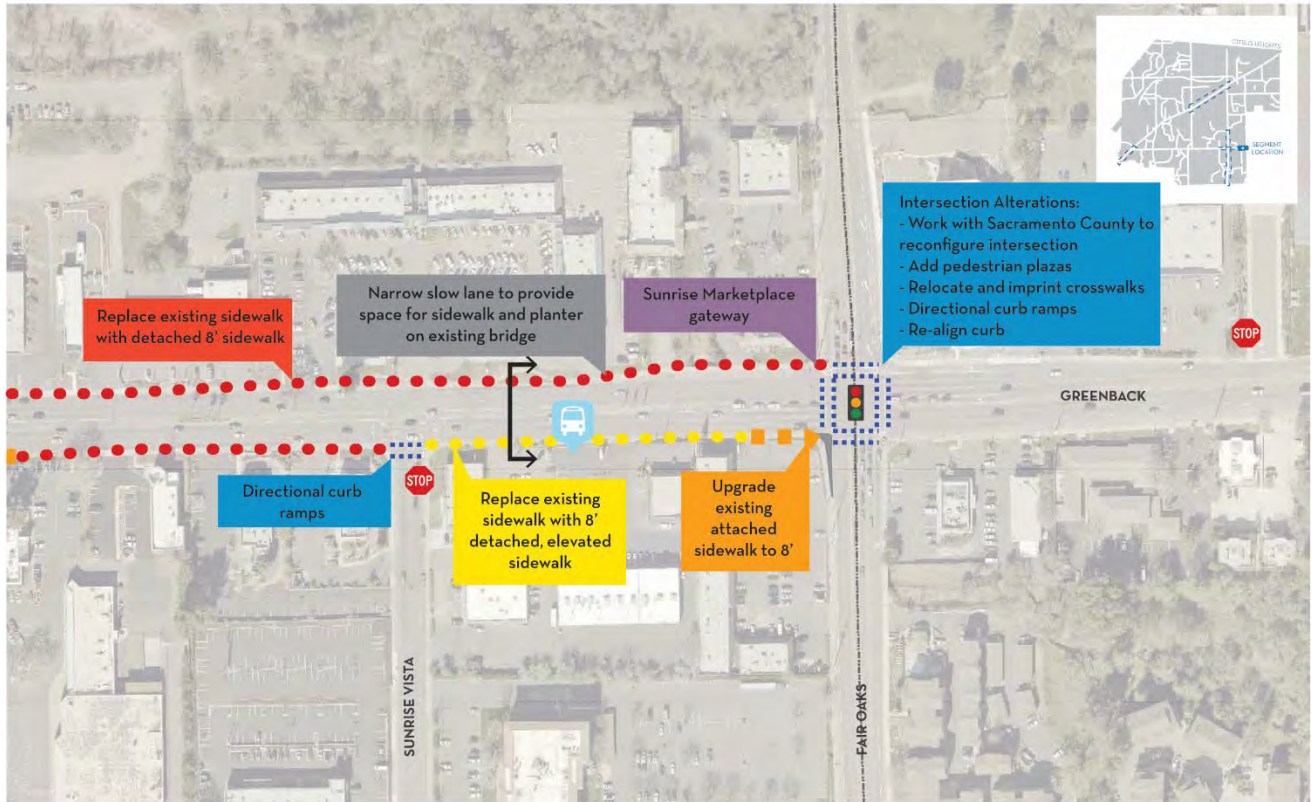 CITRUS HEIGHTS
SEGMENT
LOCATION
Intersection Alterations:
- Work with Sacramento County to
reconfigure intersection
- Add pedestrian plazas
- Relocate and imprint crosswalks
- Directional curb ramps
- Re-align curb
Replace existing sidewalk
with detached 8' sidewalk
Narrow slow lane to provide
space for sidewalk and planter
on existing bridge
Sunrise Marketplace
gateway
STOP
GREENBACK
Directional curb
ramps
STOP
Replace existing
sidewalk with 8'
detached, elevated
sidewalk
Upgrade
existing
attached
sidewalk to 8'
SUNRISE VISTA
FAIR OAKS